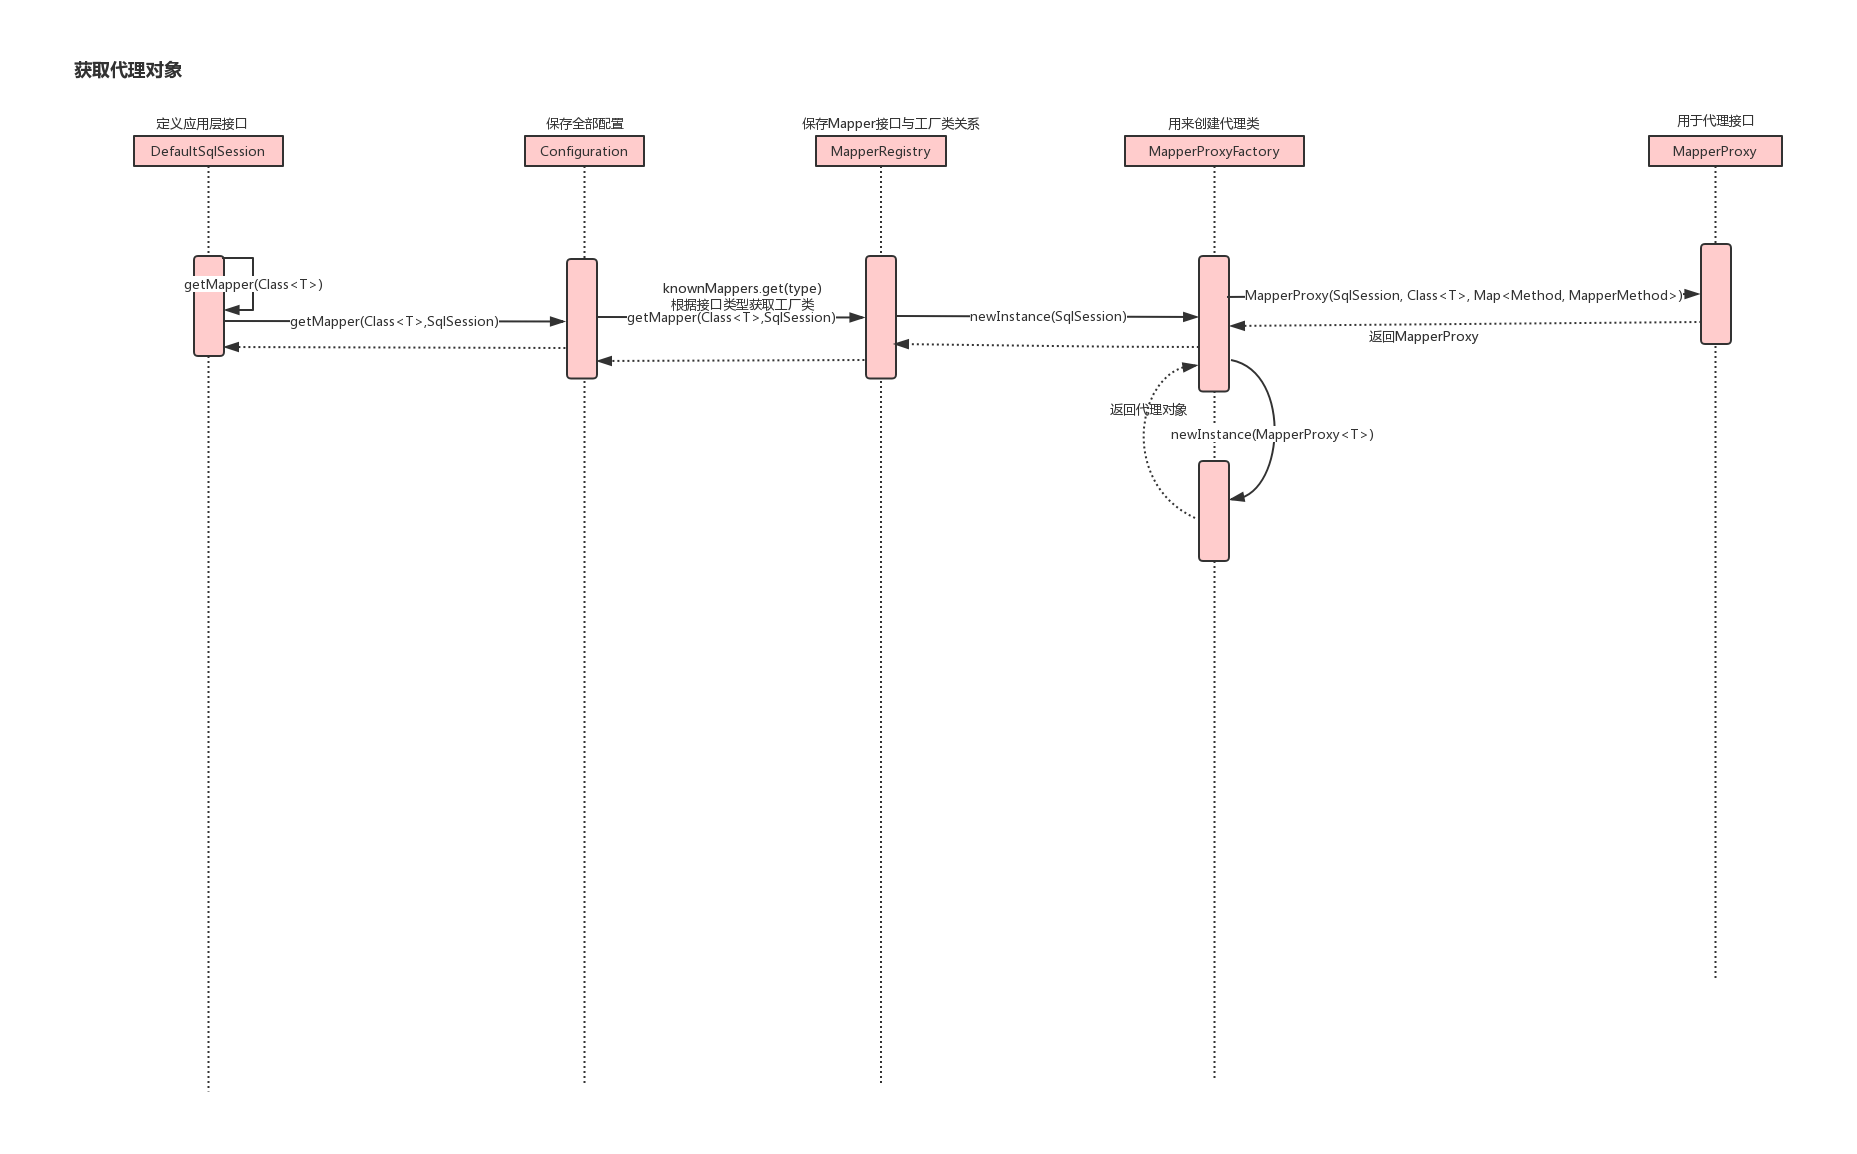 获取代理对象
定义应用层接口
DefaultSqlSession
保存全部配置
Configuration
保存Mapper接口与工厂类关系
MapperRegistry
用来创建代理类
MapperProxyFactory
用于代理接口
MapperProxy
getMapper(Class<T>)
getMapper(Class<T>,SqlSession)
knownMappers.get(type)
根据接口类型获取工厂类
getMapper(Class<T>,SqlSession)
newInstance(SqlSession)
MapperProxy(SqlSession, Class<T>, Map<Method, MapperMethod>)
返回MapperProxy
返回代理对象
newInstance(MapperProxy<T>)